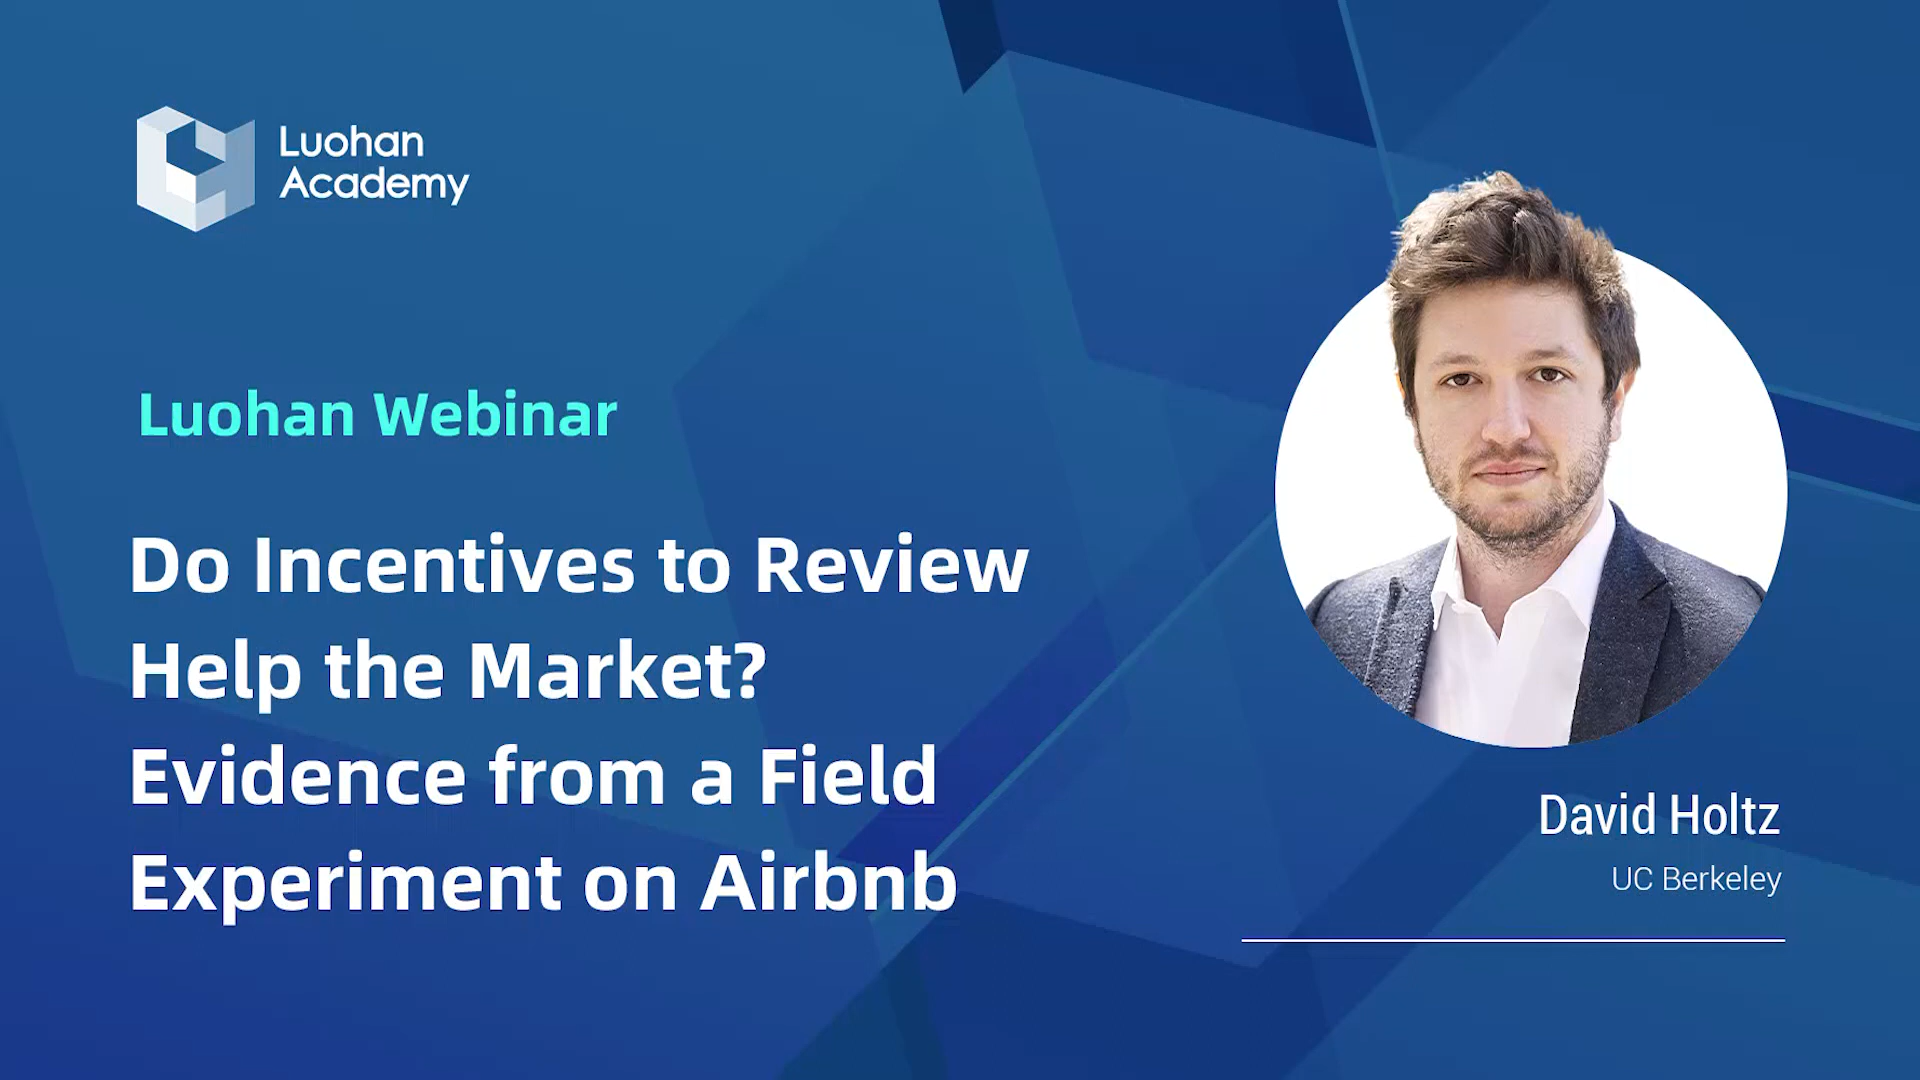 Luohan
Academy
Luohan Webinar
Do Incentives to Review
Help the Market?
Evidence from a Field
Experiment on Airbnb
David Holtz
UC Berkeley